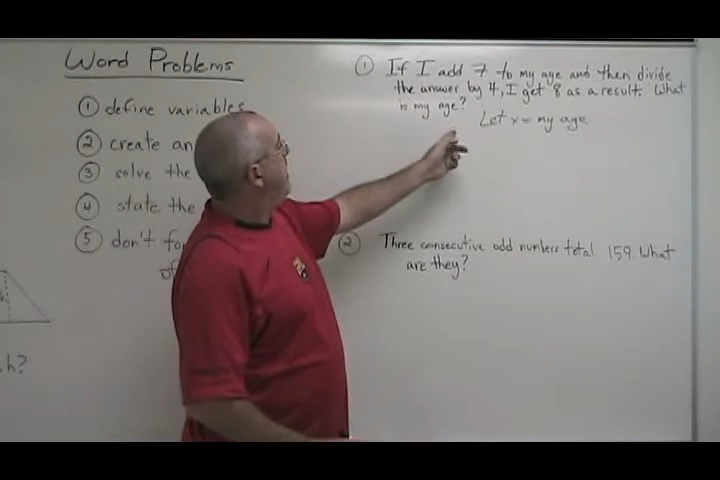 Word Problems
① define variables
② create an
③ solve the
④ state the
⑤ don't fo
of
h?
① If I add 7 to my age and then divide
the answer by 4, I get 8 as a result. What
is my age?
Let x = my age
② Three consecutive odd numbers total 159. What
are they?